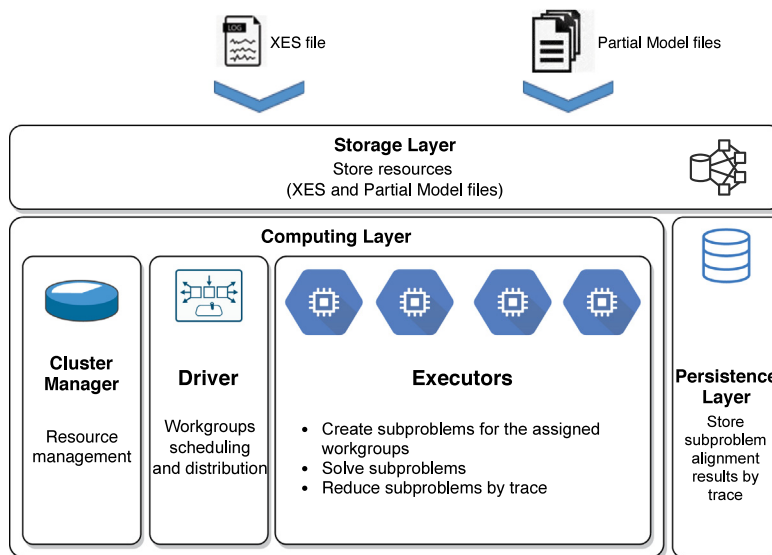 LOG
XES file
Partial Model files
Storage Layer
Store resources
(XES and Partial Model files)
Computing Layer
Cluster
Manager
Resource
management
Driver
Workgroups
scheduling
and distribution
Executors
• Create subproblems for the assigned
workgroups
• Solve subproblems
• Reduce subproblems by trace
Persistence
Layer
Store
subproblem
alignment
results by
trace